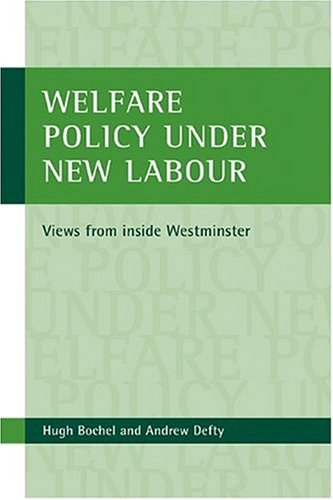 WELFARE
POLICY UNDER
NEW LABOUR
Views from inside Westminster
Hugh Bochel and Andrew Defty